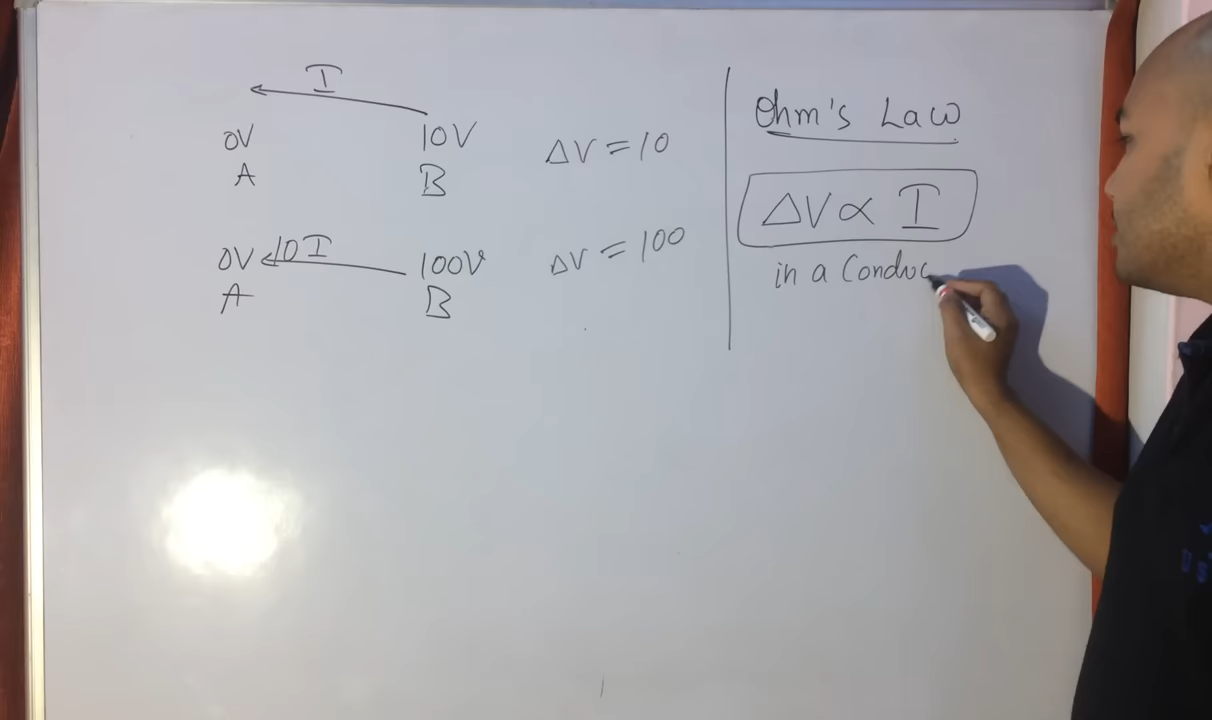 I
0V 10V ΔV = 10
A B
0V 10 I 100V ΔV = 100
A B
Ohm's Law
ΔV ∝ I
in a Conduc